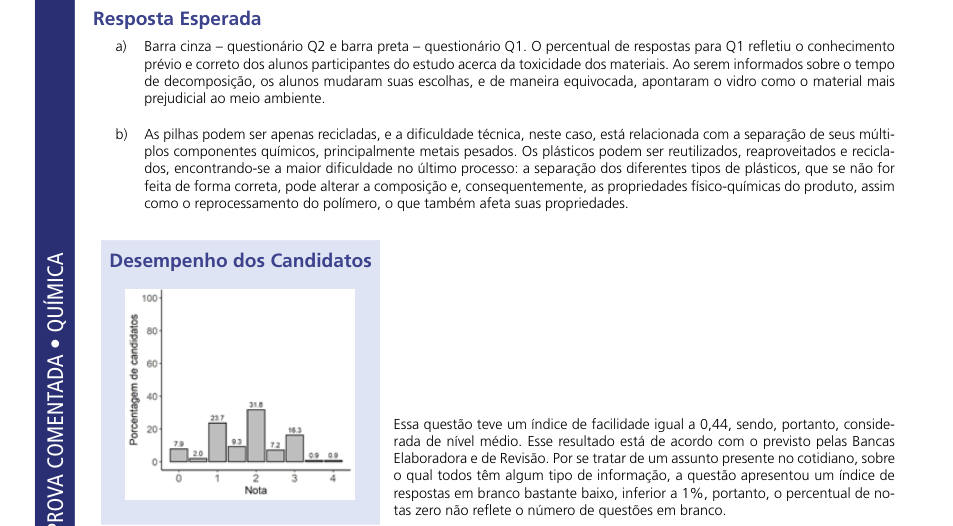 Resposta Esperada
a) Barra cinza – questionário Q2 e barra preta – questionário Q1. O percentual de respostas para Q1 refletiu o conhecimento
prévio e correto dos alunos participantes do estudo acerca da toxicidade dos materiais. Ao serem informados sobre o tempo
de decomposição, os alunos mudaram suas escolhas, e de maneira equivocada, apontaram o vidro como o material mais
prejudicial ao meio ambiente.
b) As pilhas podem ser apenas recicladas, e a dificuldade técnica, neste caso, está relacionada com a separação de seus múlti-
plos componentes químicos, principalmente metais pesados. Os plásticos podem ser reutilizados, reaproveitados e recicla-
dos, encontrando-se a maior dificuldade no último processo: a separação dos diferentes tipos de plásticos, que se não for
feita de forma correta, pode alterar a composição e, consequentemente, as propriedades físico-químicas do produto, assim
como o reprocessamento do polímero, o que também afeta suas propriedades.
PROVA COMENTADA • QUÍMICA
Desempenho dos Candidatos
Porcentagem de candidatos
100
80
60
40
20
0
7.9
2.0
23.7
9.3
31.8
7.2
16.3
0.9
0.9
0 1 2 3 4
Nota
Essa questão teve um índice de facilidade igual a 0,44, sendo, portanto, conside-
rada de nível médio. Esse resultado está de acordo com o previsto pelas Bancas
Elaboradora e de Revisão. Por se tratar de um assunto presente no cotidiano, sobre
o qual todos têm algum tipo de informação, a questão apresentou um índice de
respostas em branco bastante baixo, inferior a 1%, portanto, o percentual de no-
tas zero não reflete o número de questões em branco.